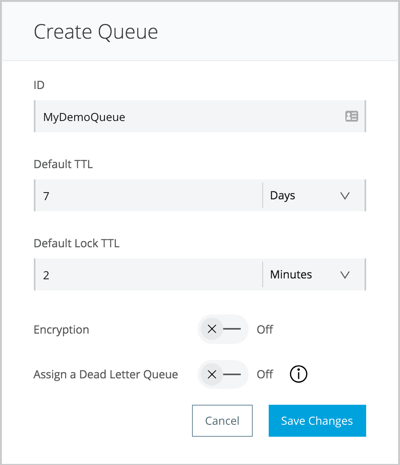 Create Queue
ID
MyDemoQueue
Default TTL
7 Days
Default Lock TTL
2 Minutes
Encryption Off
Assign a Dead Letter Queue Off
Cancel Save Changes